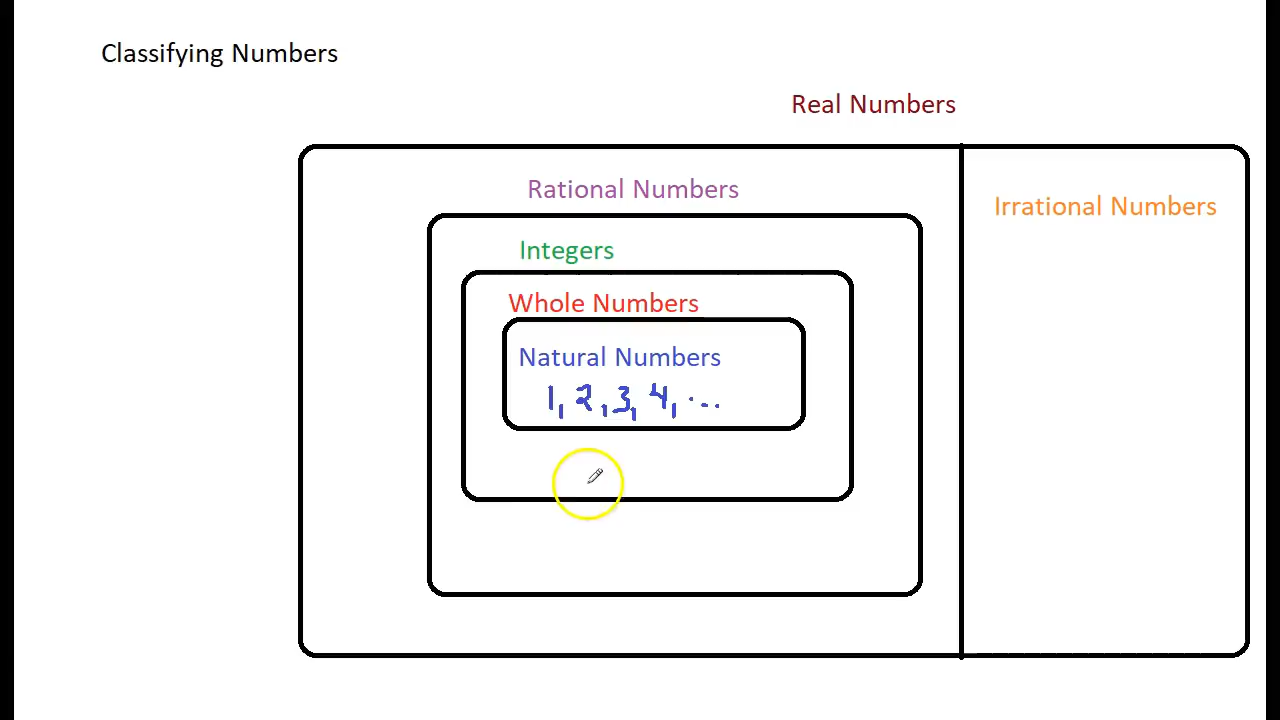 Classifying Numbers
Real Numbers
Rational Numbers
Irrational Numbers
Integers
Whole Numbers
Natural Numbers
1, 2, 3, 4, ...